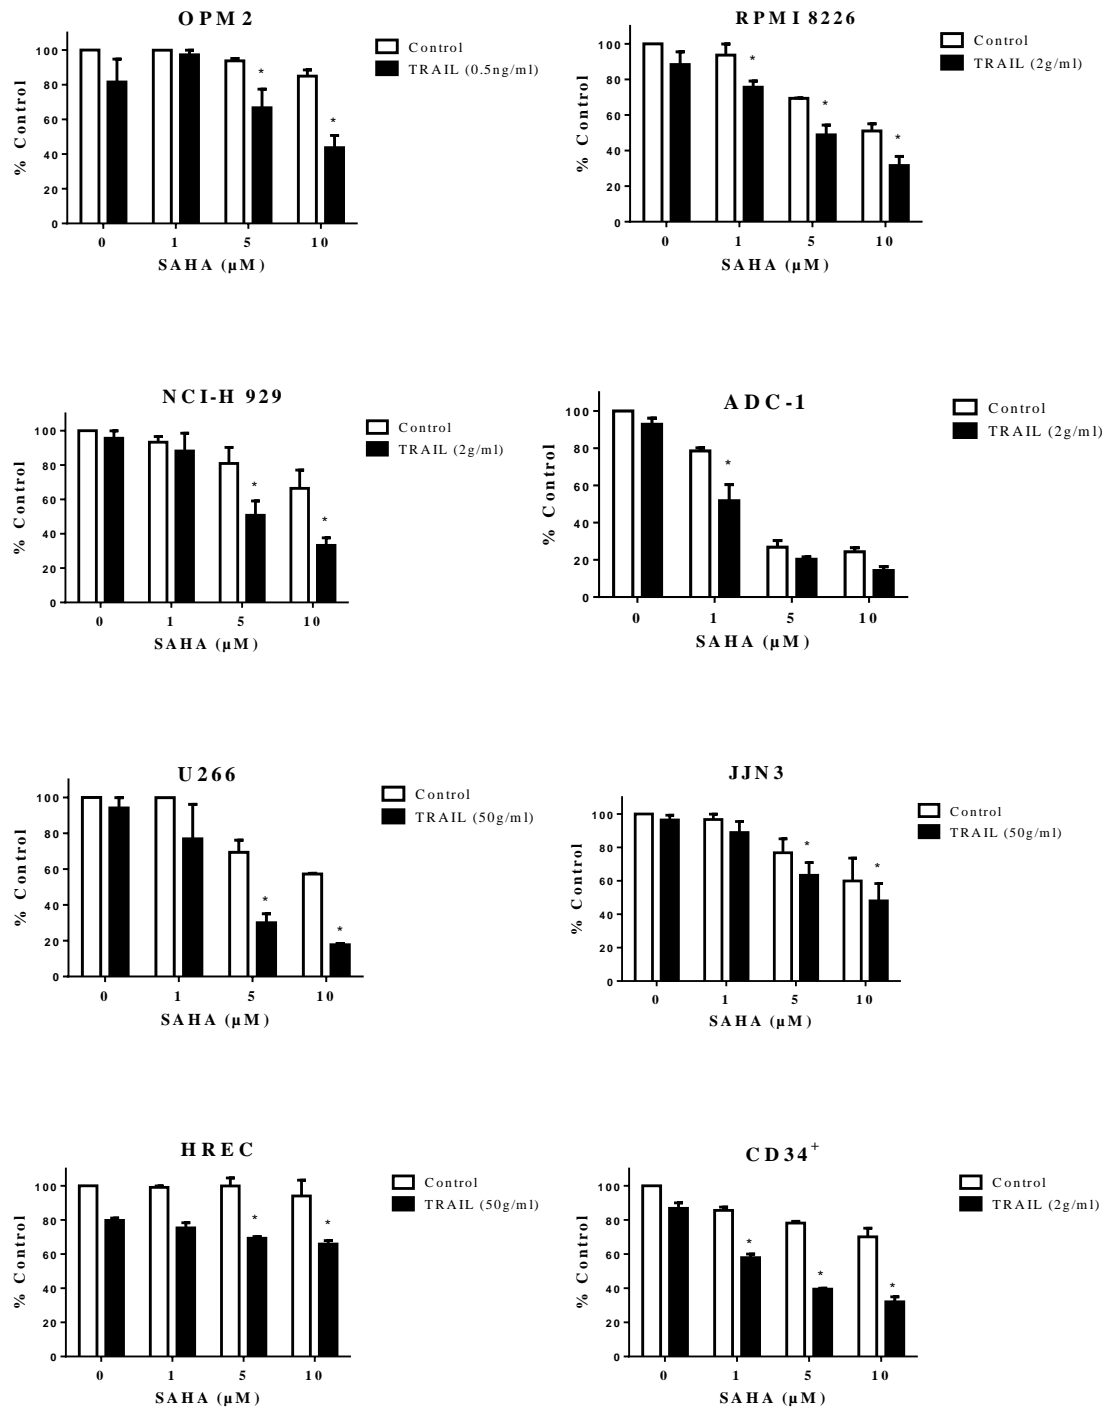 OPM2
Control
TRAIL (0.5ng/ml)
% Control
100
80
60
40
20
0
*
*
0 1 5 10
SAHA (µM)
RPMI 8226
Control
TRAIL (2g/ml)
% Control
100
80
60
40
20
0
*
*
*
0 1 5 10
SAHA (µM)
NCI-H 929
Control
TRAIL (2g/ml)
% Control
100
80
60
40
20
0
*
*
0 1 5 10
SAHA (µM)
ADC-1
Control
TRAIL (2g/ml)
% Control
100
80
60
40
20
0
*
0 1 5 10
SAHA (µM)
U266
Control
TRAIL (50g/ml)
% Control
100
80
60
40
20
0
*
*
0 1 5 10
SAHA (µM)
JJN3
Control
TRAIL (50g/ml)
% Control
100
80
60
40
20
0
*
*
0 1 5 10
SAHA (µM)
HREC
Control
TRAIL (50g/ml)
% Control
100
80
60
40
20
0
*
*
0 1 5 10
SAHA (µM)
CD34⁺
Control
TRAIL (2g/ml)
% Control
100
80
60
40
20
0
*
*
*
0 1 5 10
SAHA (µM)